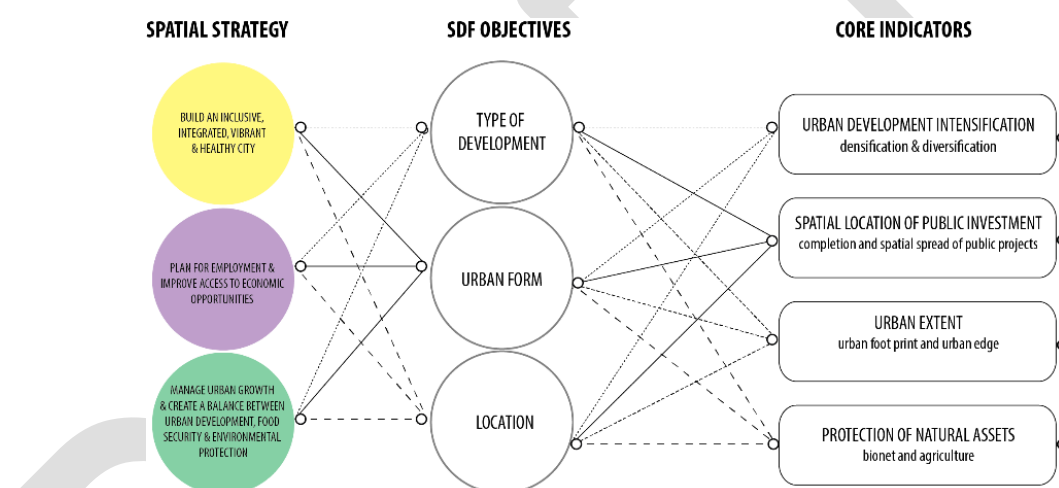 SPATIAL STRATEGY
SDF OBJECTIVES
CORE INDICATORS
BUILD AN INCLUSIVE,
INTEGRATED, VIBRANT
& HEALTHY CITY
PLAN FOR EMPLOYMENT &
IMPROVE ACCESS TO ECONOMIC
OPPORTUNITIES
MANAGE URBAN GROWTH
& CREATE A BALANCE BETWEEN
URBAN DEVELOPMENT, FOOD
SECURITY & ENVIRONMENTAL
PROTECTION
TYPE OF
DEVELOPMENT
URBAN FORM
LOCATION
URBAN DEVELOPMENT INTENSIFICATION
densification & diversification
SPATIAL LOCATION OF PUBLIC INVESTMENT
completion and spatial spread of public projects
URBAN EXTENT
urban foot print and urban edge
PROTECTION OF NATURAL ASSETS
bionet and agriculture